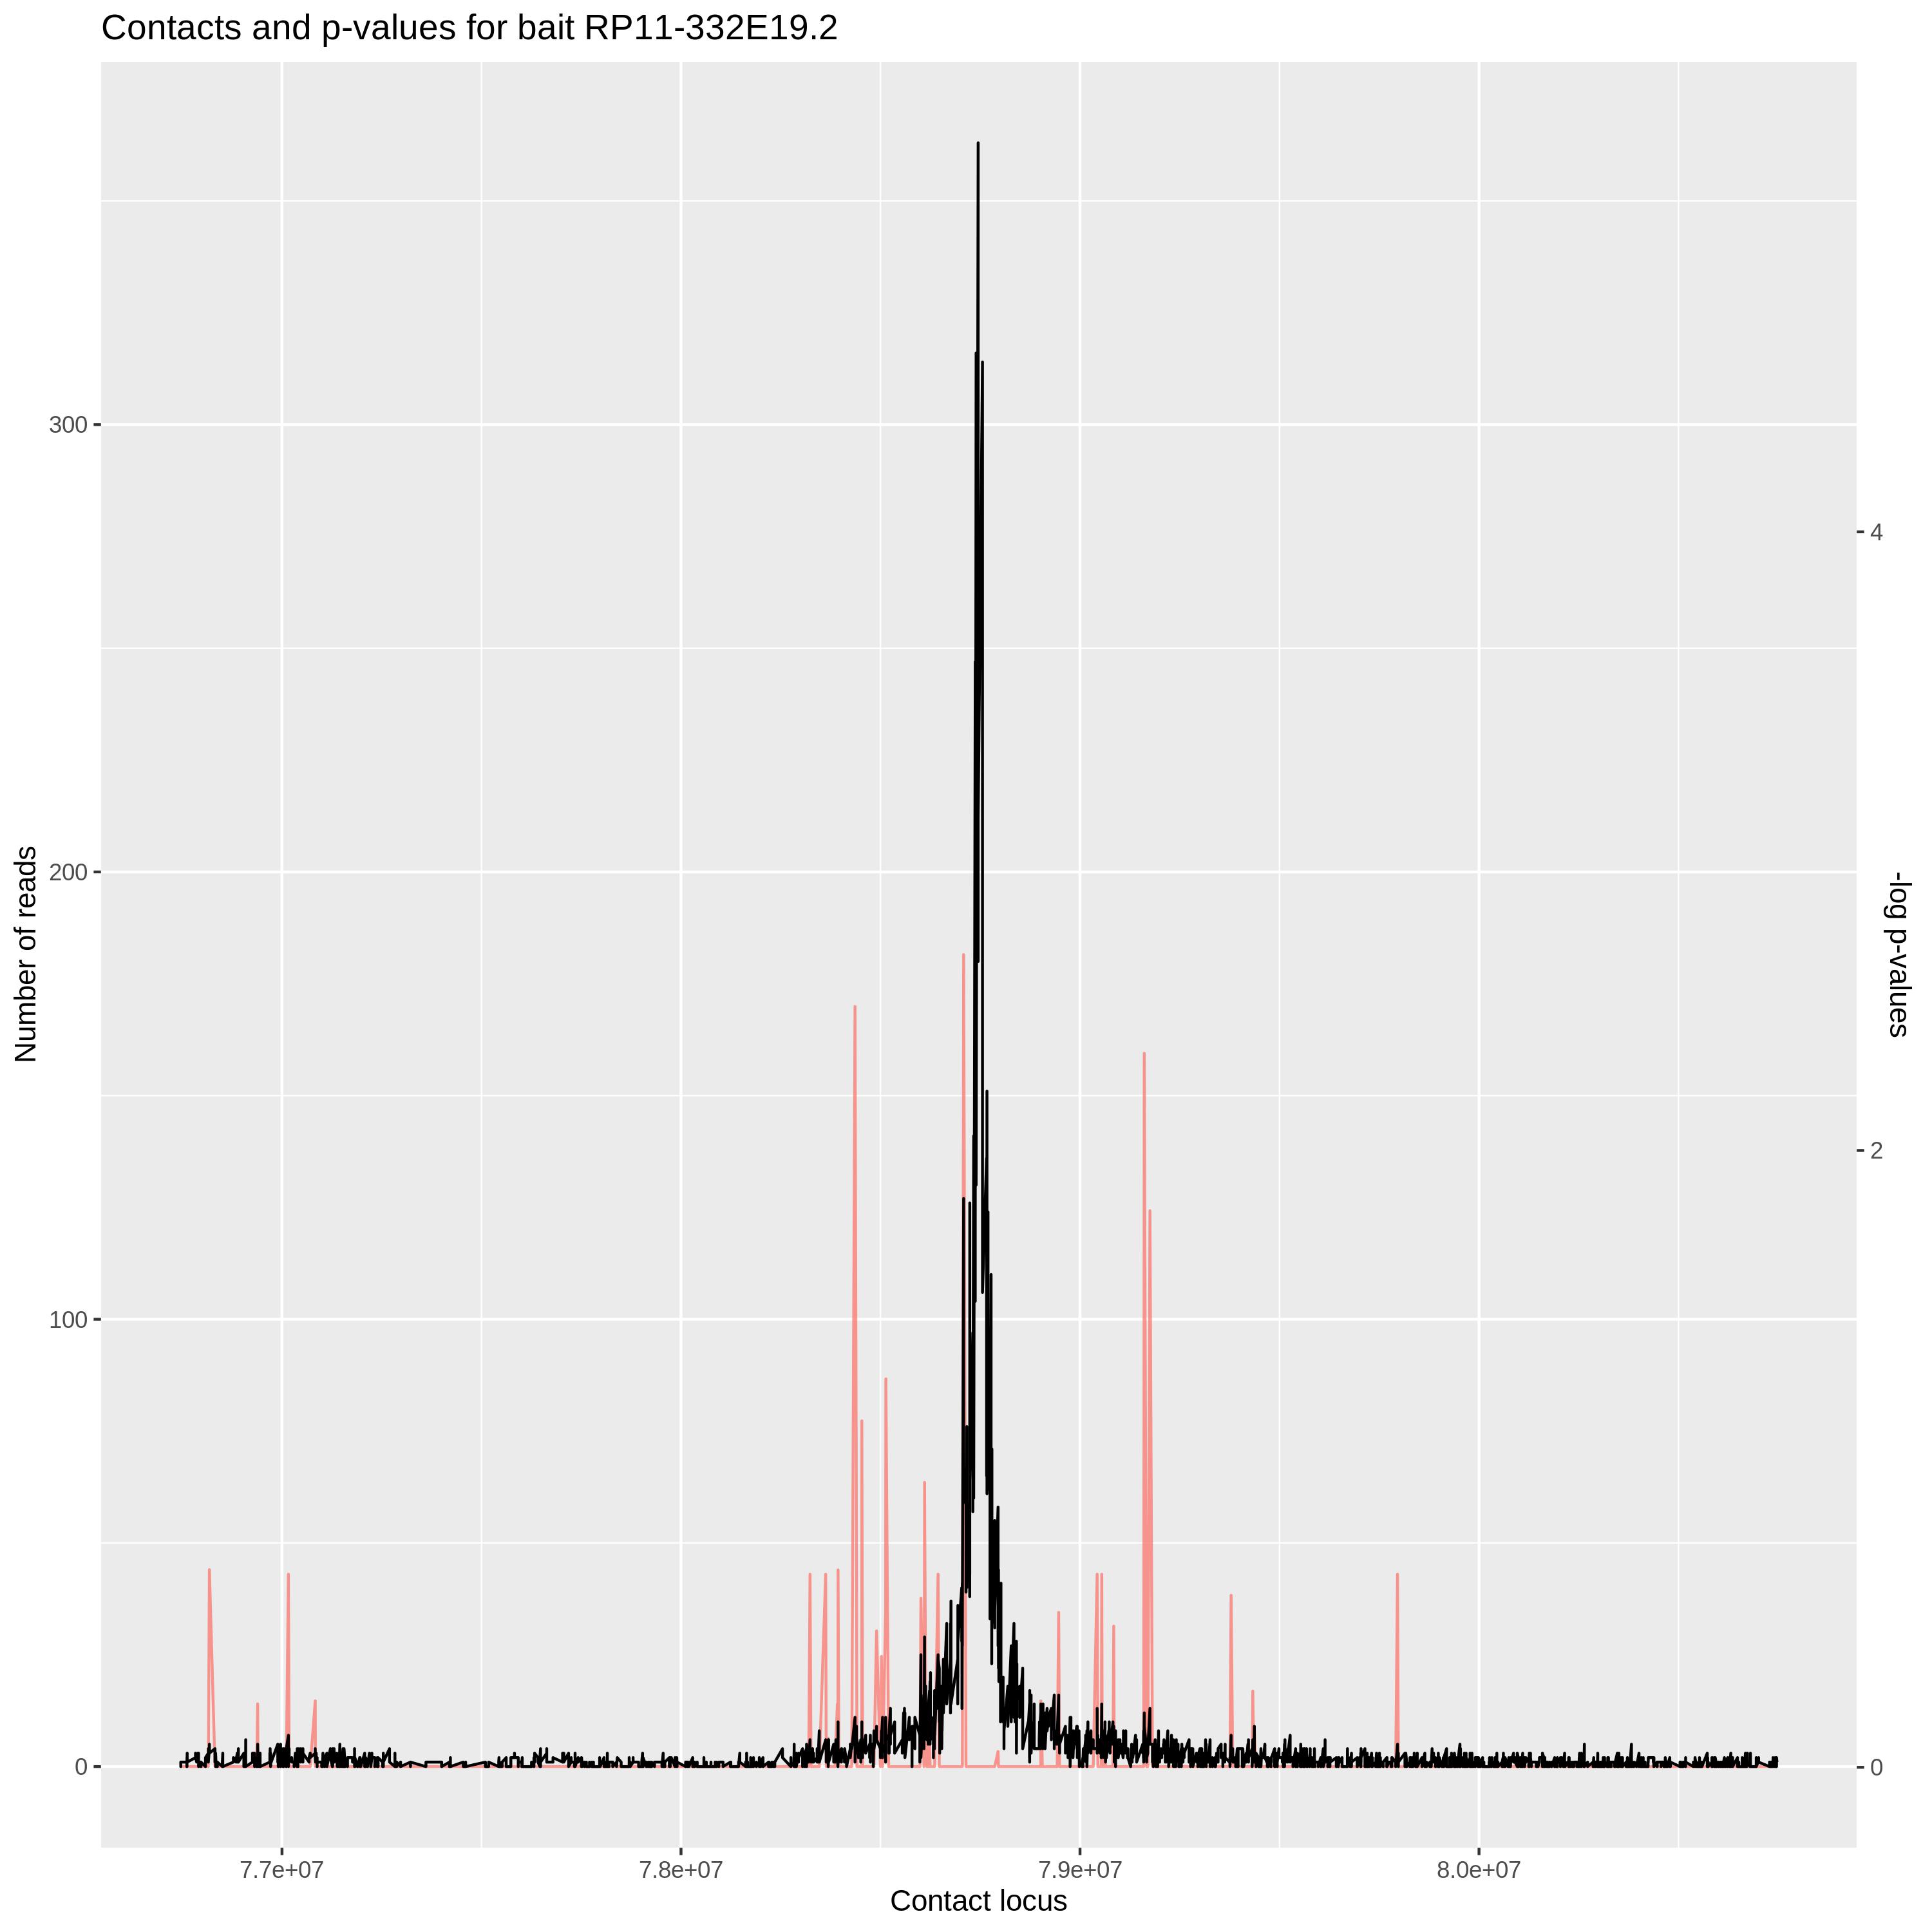 Contacts and p-values for bait RP11-332E19.2
300
200
100
0
Number of reads
4
2
0
-log p-values
7.7e+07
7.8e+07
7.9e+07
8.0e+07
Contact locus